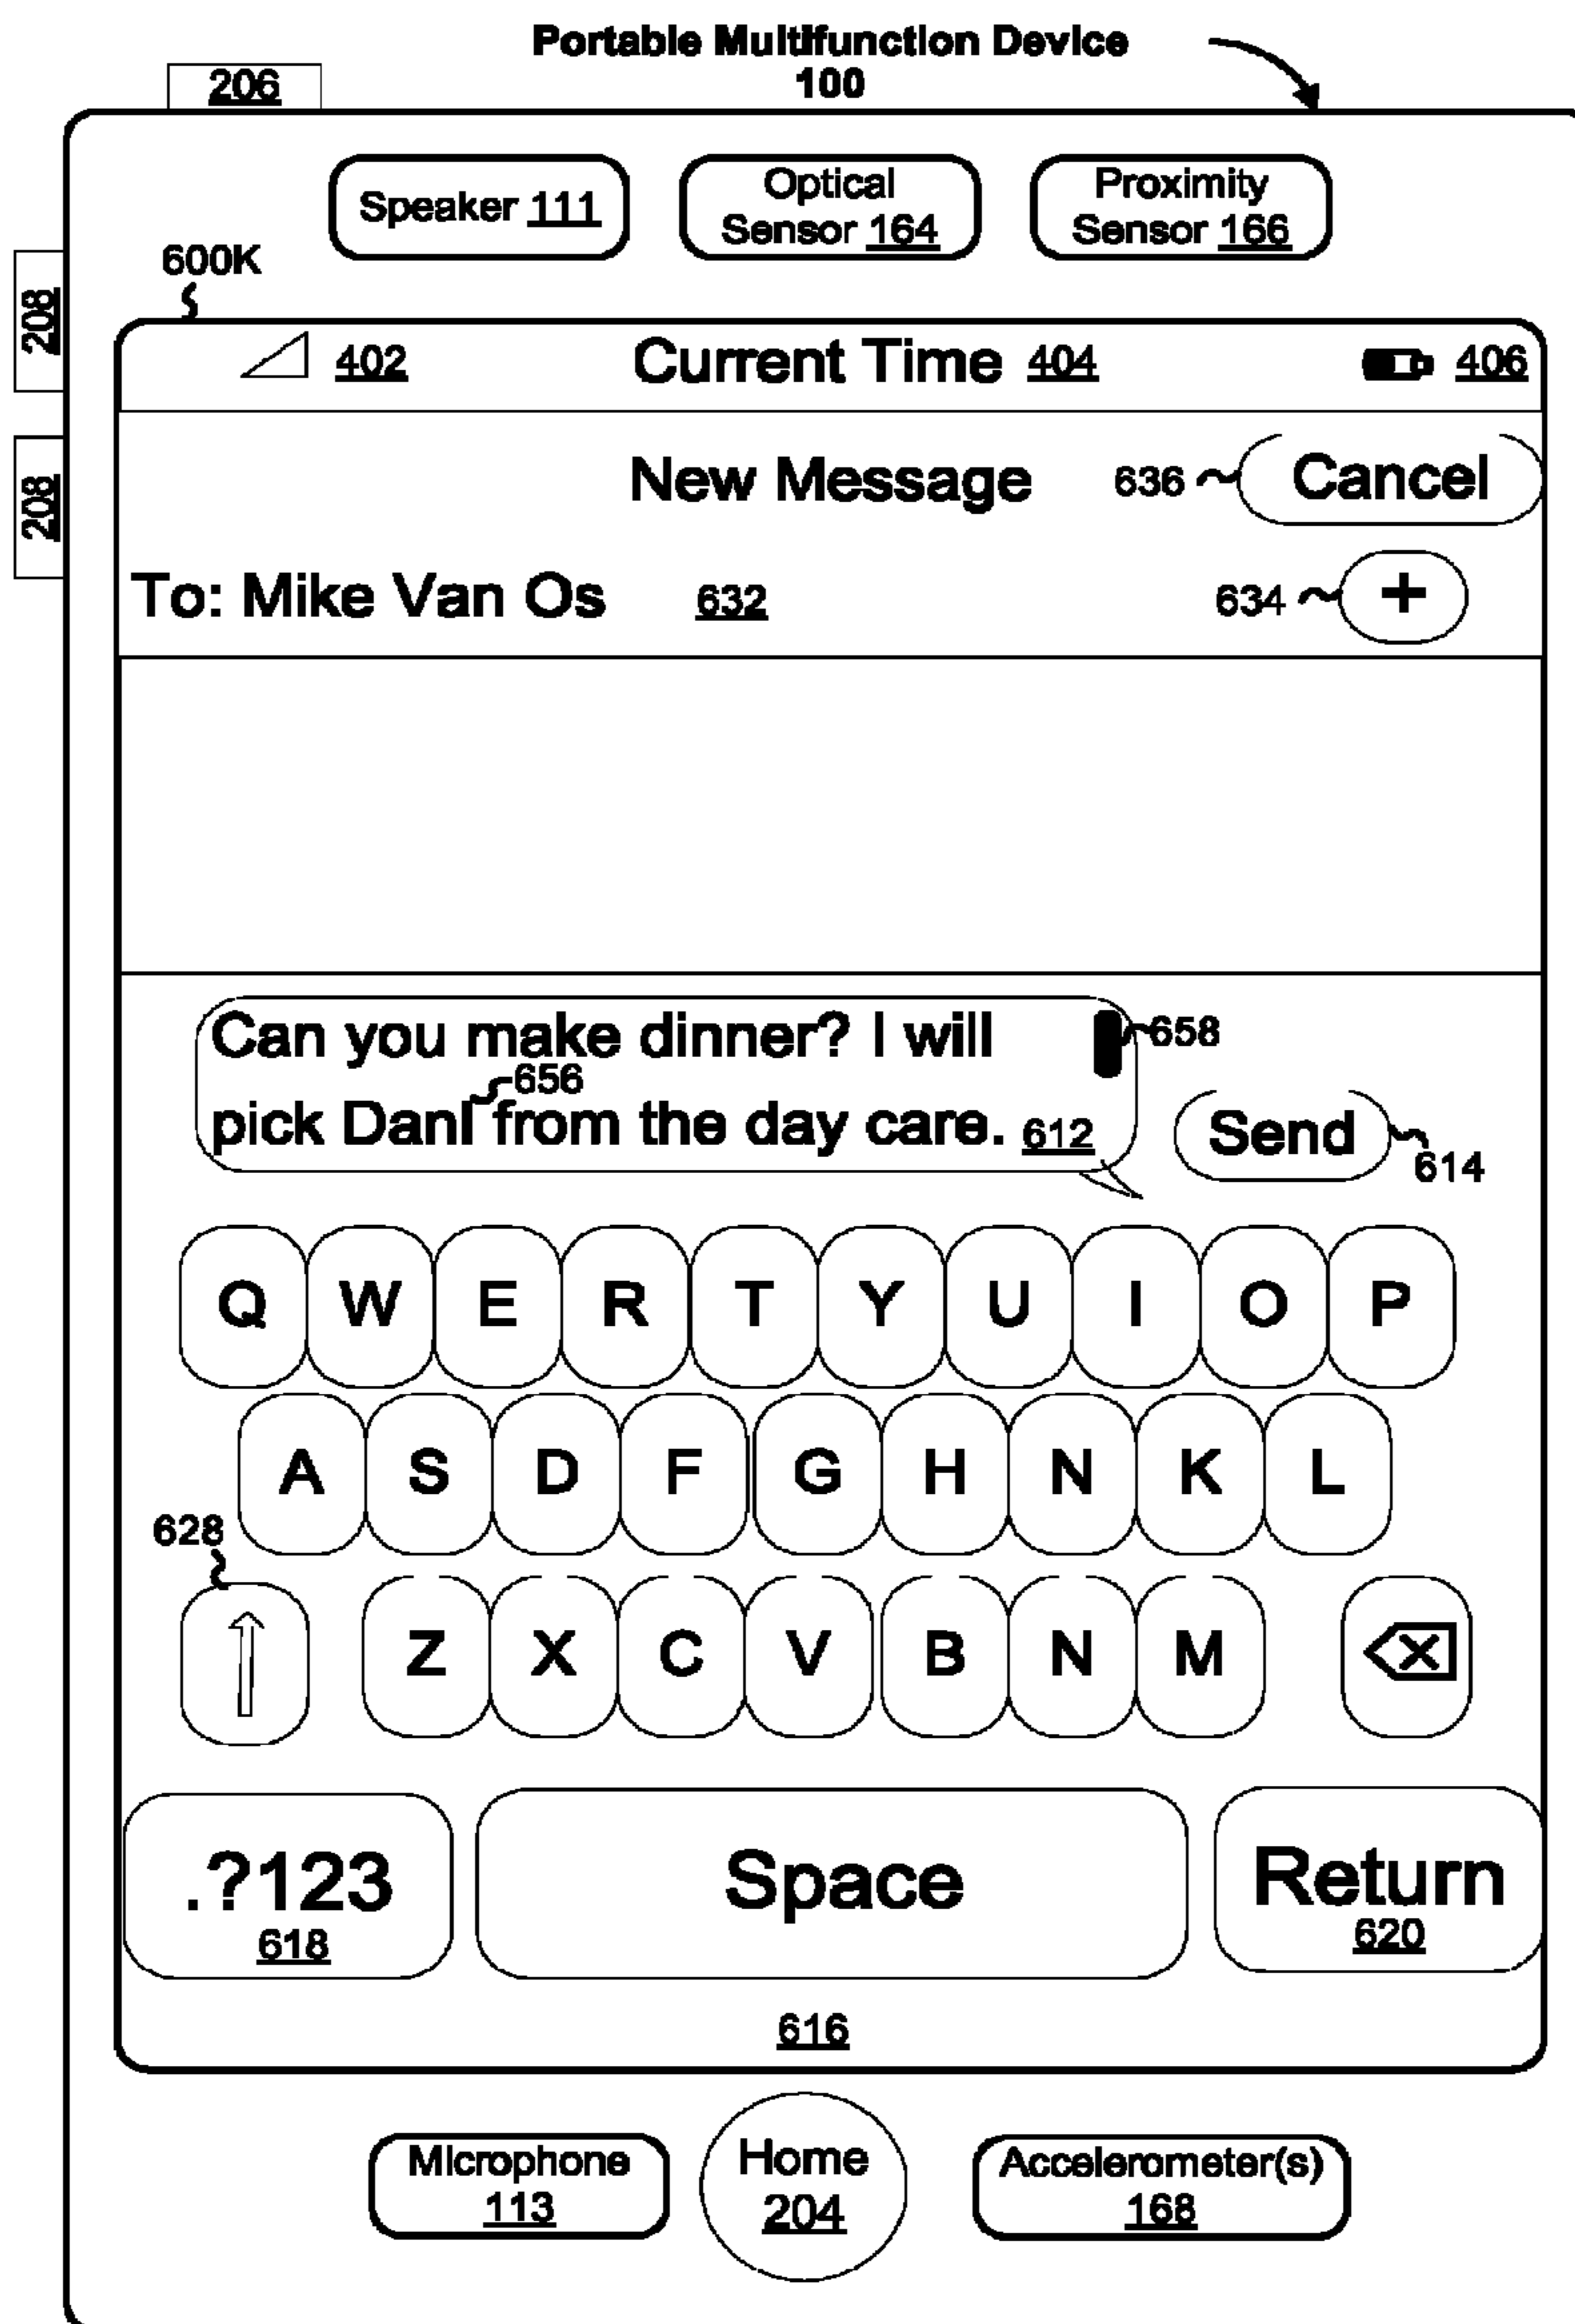 Portable Multifunction Device
100
206
Speaker 111
Optical
Sensor 164
Proximity
Sensor 166
600K
208
208
402
Current Time 404
406
New Message
636
Cancel
To: Mike Van Os
632
634
+
Can you make dinner? I will
658
656
pick Dan from the day care. 612
Send
614
Q W E R T Y U I O P
A S D F G H N K L
628
Z X C V B N M
.?123
618
Space
Return
620
616
Microphone
113
Home
204
Accelerometer(s)
168